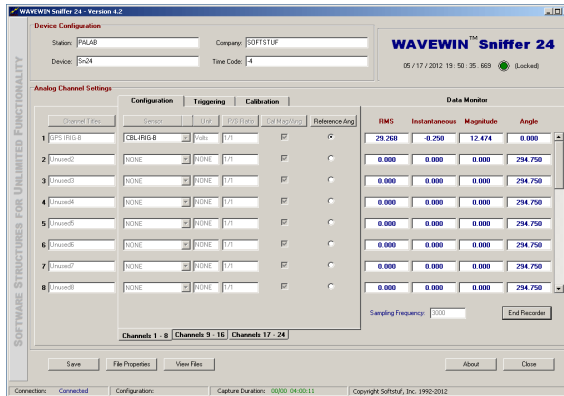 WAVEWIN Sniffer 24 - Version 4.2
SOFTWARE STRUCTURES FOR UNLIMITED FUNCTIONALITY
Device Configuration
Station: PALAB Company: SOFTSTUF
Device: Sn24 Time Code: -4
WAVEWIN™Sniffer 24
05 / 17 / 2012 19 : 50 : 35 . 669 (Locked)
Analog Channel Settings
Configuration Triggering Calibration Data Monitor
Channel Titles Sensor Unit P/S Ratio Cal Mag/Ang Reference Ang RMS Instantaneous Magnitude Angle
1 GPS IRIG-B CBL-IRIG-B Volts 1/1 29.268 -0.250 12.474 0.000
2 Unused2 NONE NONE 1/1 0.000 0.000 0.000 294.750
3 Unused3 NONE NONE 1/1 0.000 0.000 0.000 294.750
4 Unused4 NONE NONE 1/1 0.000 0.000 0.000 294.750
5 Unused5 NONE NONE 1/1 0.000 0.000 0.000 294.750
6 Unused6 NONE NONE 1/1 0.000 0.000 0.000 294.750
7 Unused7 NONE NONE 1/1 0.000 0.000 0.000 294.750
8 Unused8 NONE NONE 1/1 0.000 0.000 0.000 294.750
Sampling Frequency: 3000 End Recorder
Channels 1 - 8 Channels 9 - 16 Channels 17 - 24
Save File Properties View Files About Close
Connection: Connected Configuration: Capture Duration: 00/00 04:00:11 Copyright Softstuf, Inc. 1992-2012